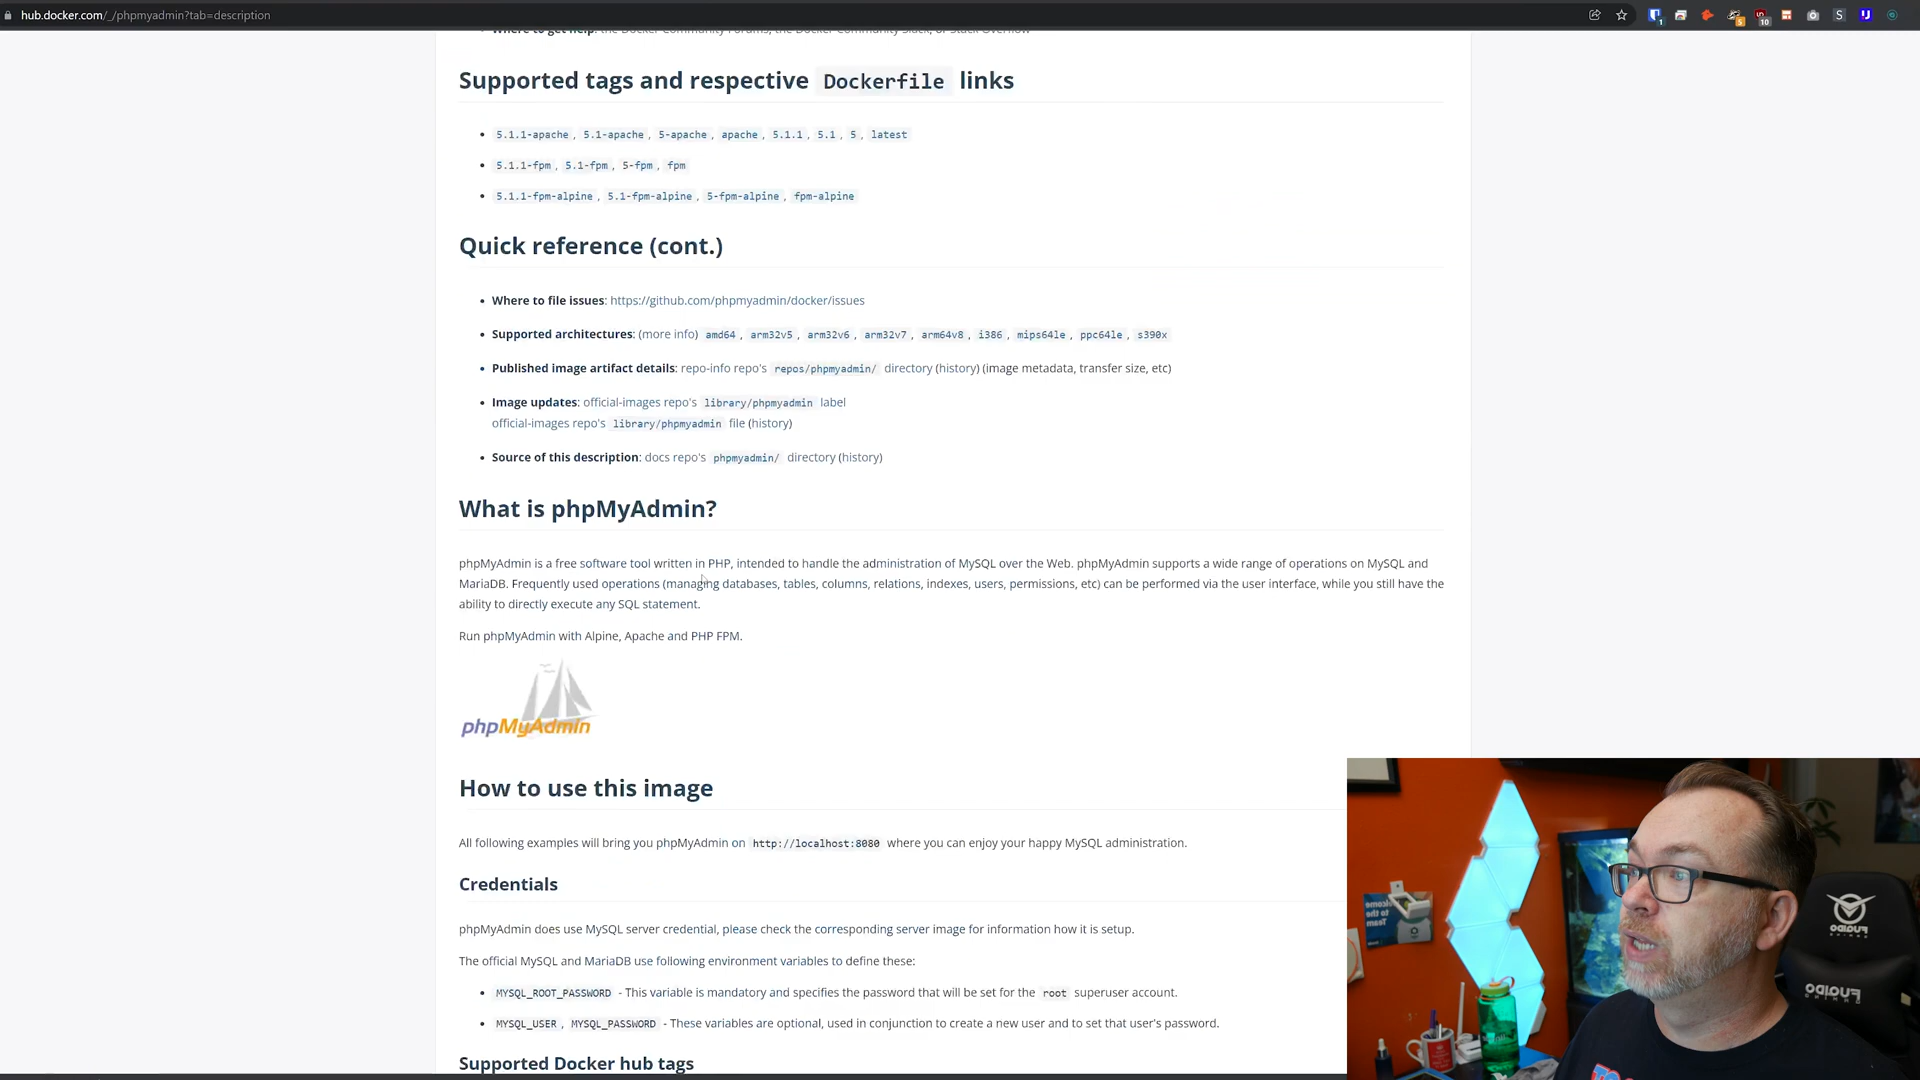 hub.docker.com/_/phpmyadmin?tab=description
Where to get help: the Docker Community Forums, the Docker Community Slack, or Stack Overflow
Supported tags and respective Dockerfile links
5.1.1-apache, 5.1-apache, 5-apache, apache, 5.1.1, 5.1, 5, latest
5.1.1-fpm, 5.1-fpm, 5-fpm, fpm
5.1.1-fpm-alpine, 5.1-fpm-alpine, 5-fpm-alpine, fpm-alpine
Quick reference (cont.)
Where to file issues: https://github.com/phpmyadmin/docker/issues
Supported architectures: (more info) amd64, arm32v5, arm32v6, arm32v7, arm64v8, i386, mips64le, ppc64le, s390x
Published image artifact details: repo-info repo's repos/phpmyadmin/ directory (history) (image metadata, transfer size, etc)
Image updates: official-images repo's library/phpmyadmin label
official-images repo's library/phpmyadmin file (history)
Source of this description: docs repo's phpmyadmin/ directory (history)
What is phpMyAdmin?
phpMyAdmin is a free software tool written in PHP, intended to handle the administration of MySQL over the Web. phpMyAdmin supports a wide range of operations on MySQL and
MariaDB. Frequently used operations (managing databases, tables, columns, relations, indexes, users, permissions, etc) can be performed via the user interface, while you still have the
ability to directly execute any SQL statement.
Run phpMyAdmin with Alpine, Apache and PHP FPM.
phpMyAdmin
How to use this image
All following examples will bring you phpMyAdmin on http://localhost:8080 where you can enjoy your happy MySQL administration.
Credentials
phpMyAdmin does use MySQL server credential, please check the corresponding server image for information how it is setup.
The official MySQL and MariaDB use following environment variables to define these:
MYSQL_ROOT_PASSWORD - This variable is mandatory and specifies the password that will be set for the root superuser account.
MYSQL_USER, MYSQL_PASSWORD - These variables are optional, used in conjunction to create a new user and to set that user's password.
Supported Docker hub tags
welcome
to the
Team